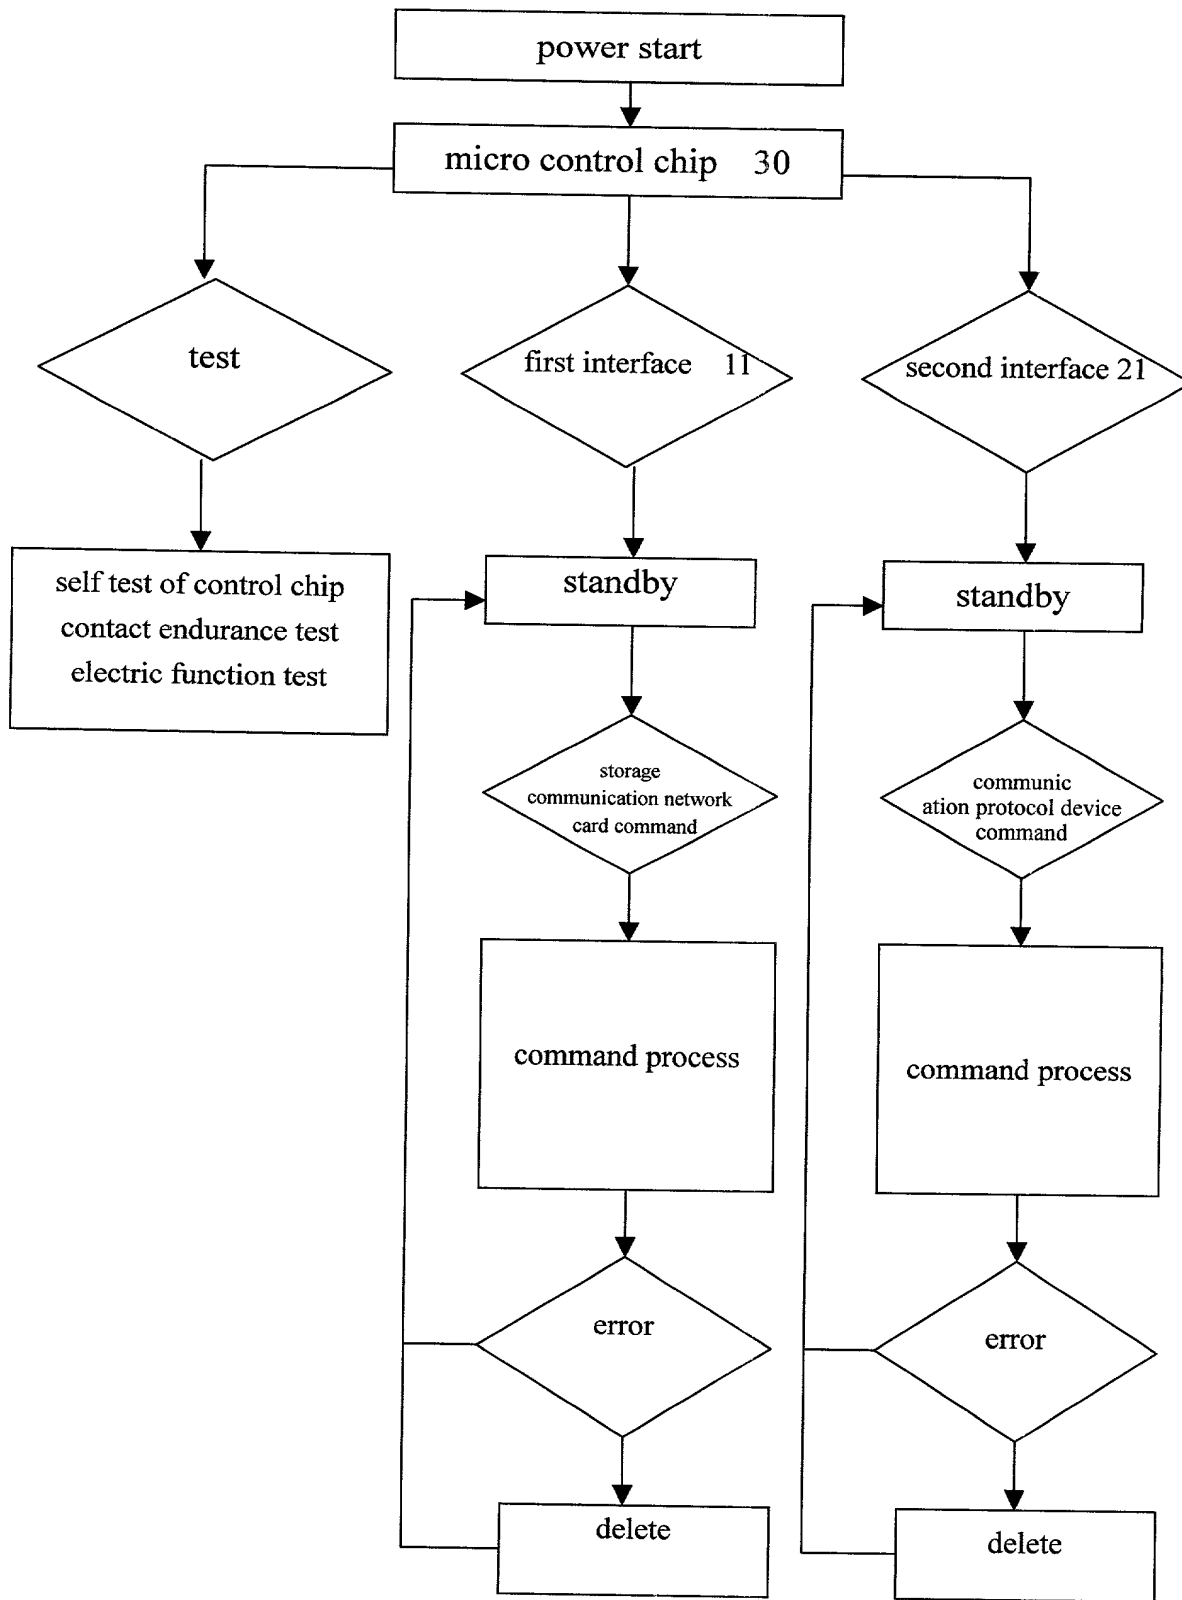 power start
micro control chip 30
test
first interface 11
second interface 21
self test of control chip
contact endurance test
electric function test
standby
standby
storage
communication network
card command
communic
ation protocol device
command
command process
command process
error
error
delete
delete